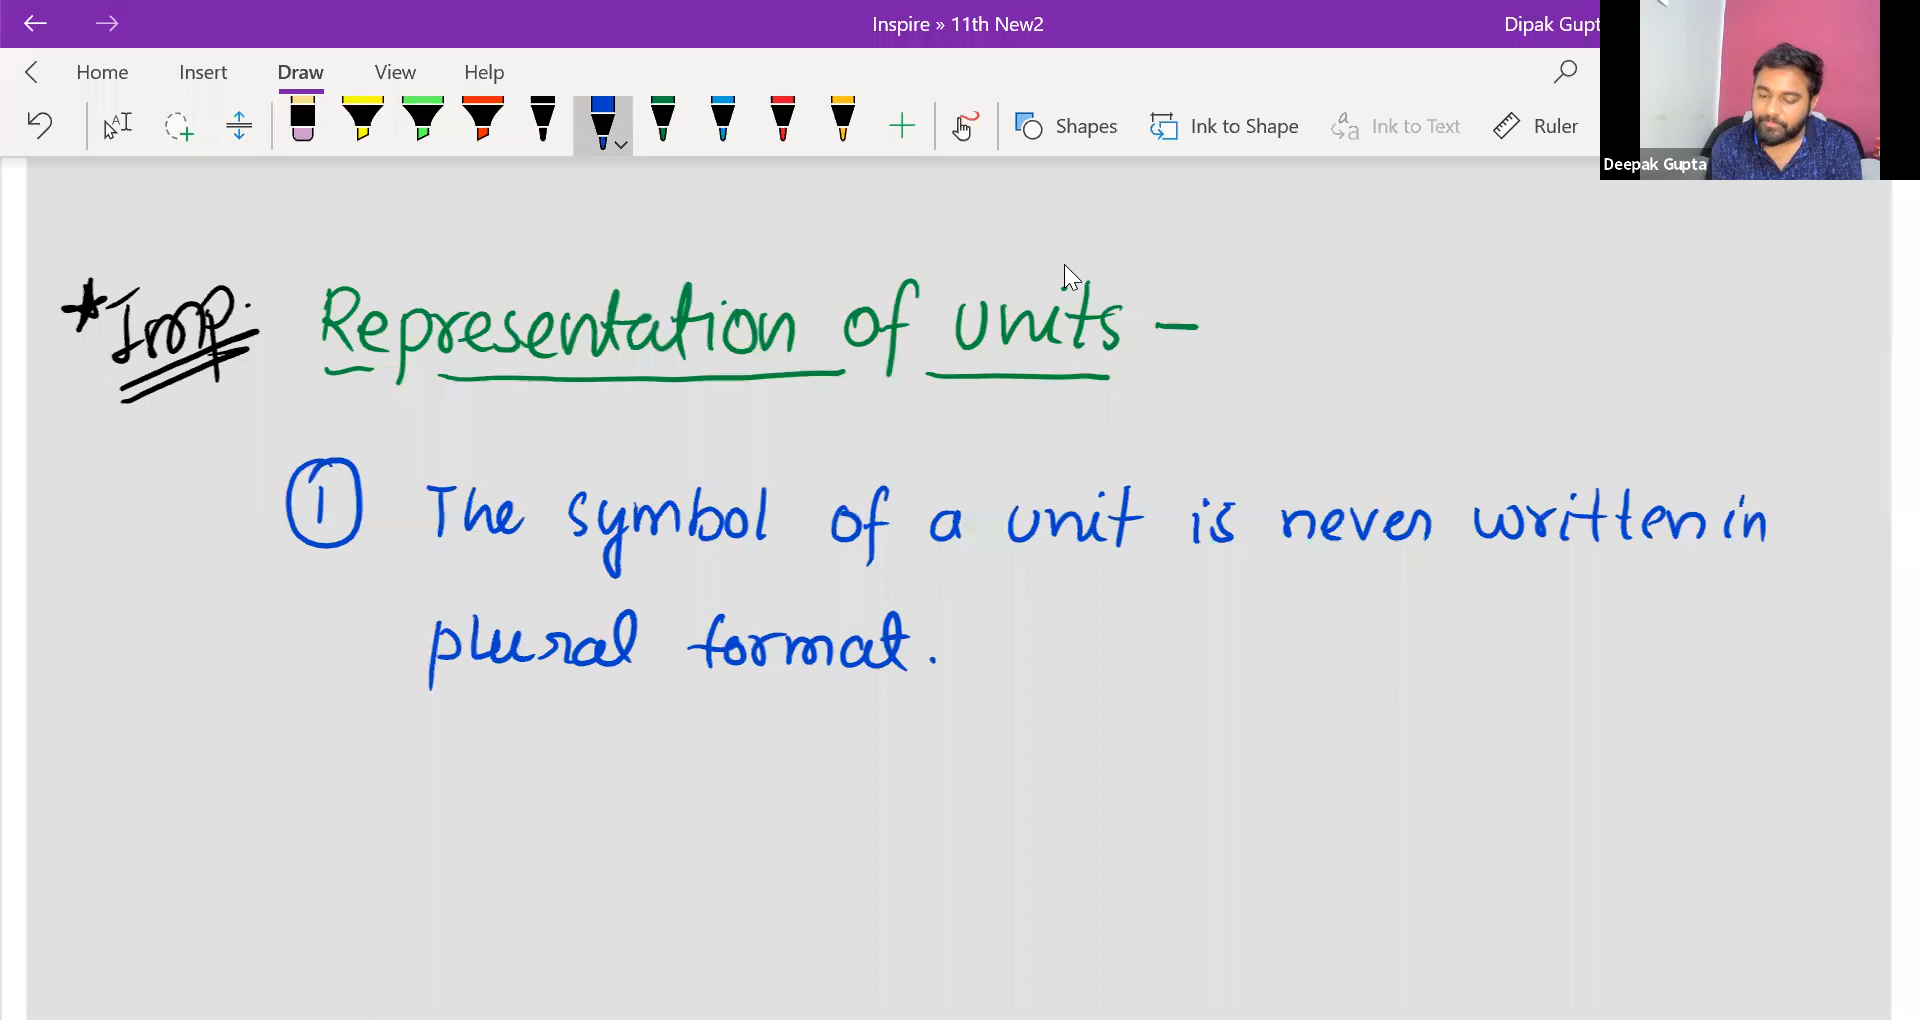 Inspire » 11th New2
Dipak Gupt
Home Insert Draw View Help
Shapes Ink to Shape Ink to Text Ruler
Deepak Gupta
*Imp. Representation of units -
① The symbol of a unit is never written in
plural format.